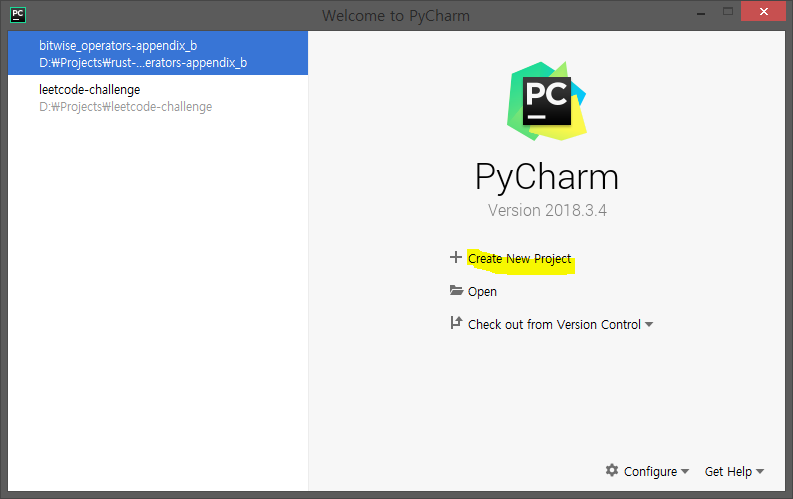 PC
Welcome to PyCharm
bitwise_operators-appendix_b
D:₩Projects₩rust-...erators-appendix_b
leetcode-challenge
D:₩Projects₩leetcode-challenge
PC
PyCharm
Version 2018.3.4
Create New Project
Open
Check out from Version Control
Configure
Get Help